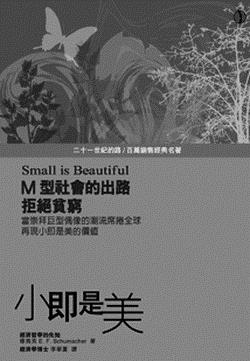 二十一世紀的路/百萬銷售經典名著
Small is Beautiful
M型社會的出路
拒絕貧窮
當崇拜巨型偶像的潮流席捲全球
再現小即是美的價值
小即是美
經濟哲學的先知
修馬克 E. F. Schumacher 著
經濟學博士 李華夏 譯